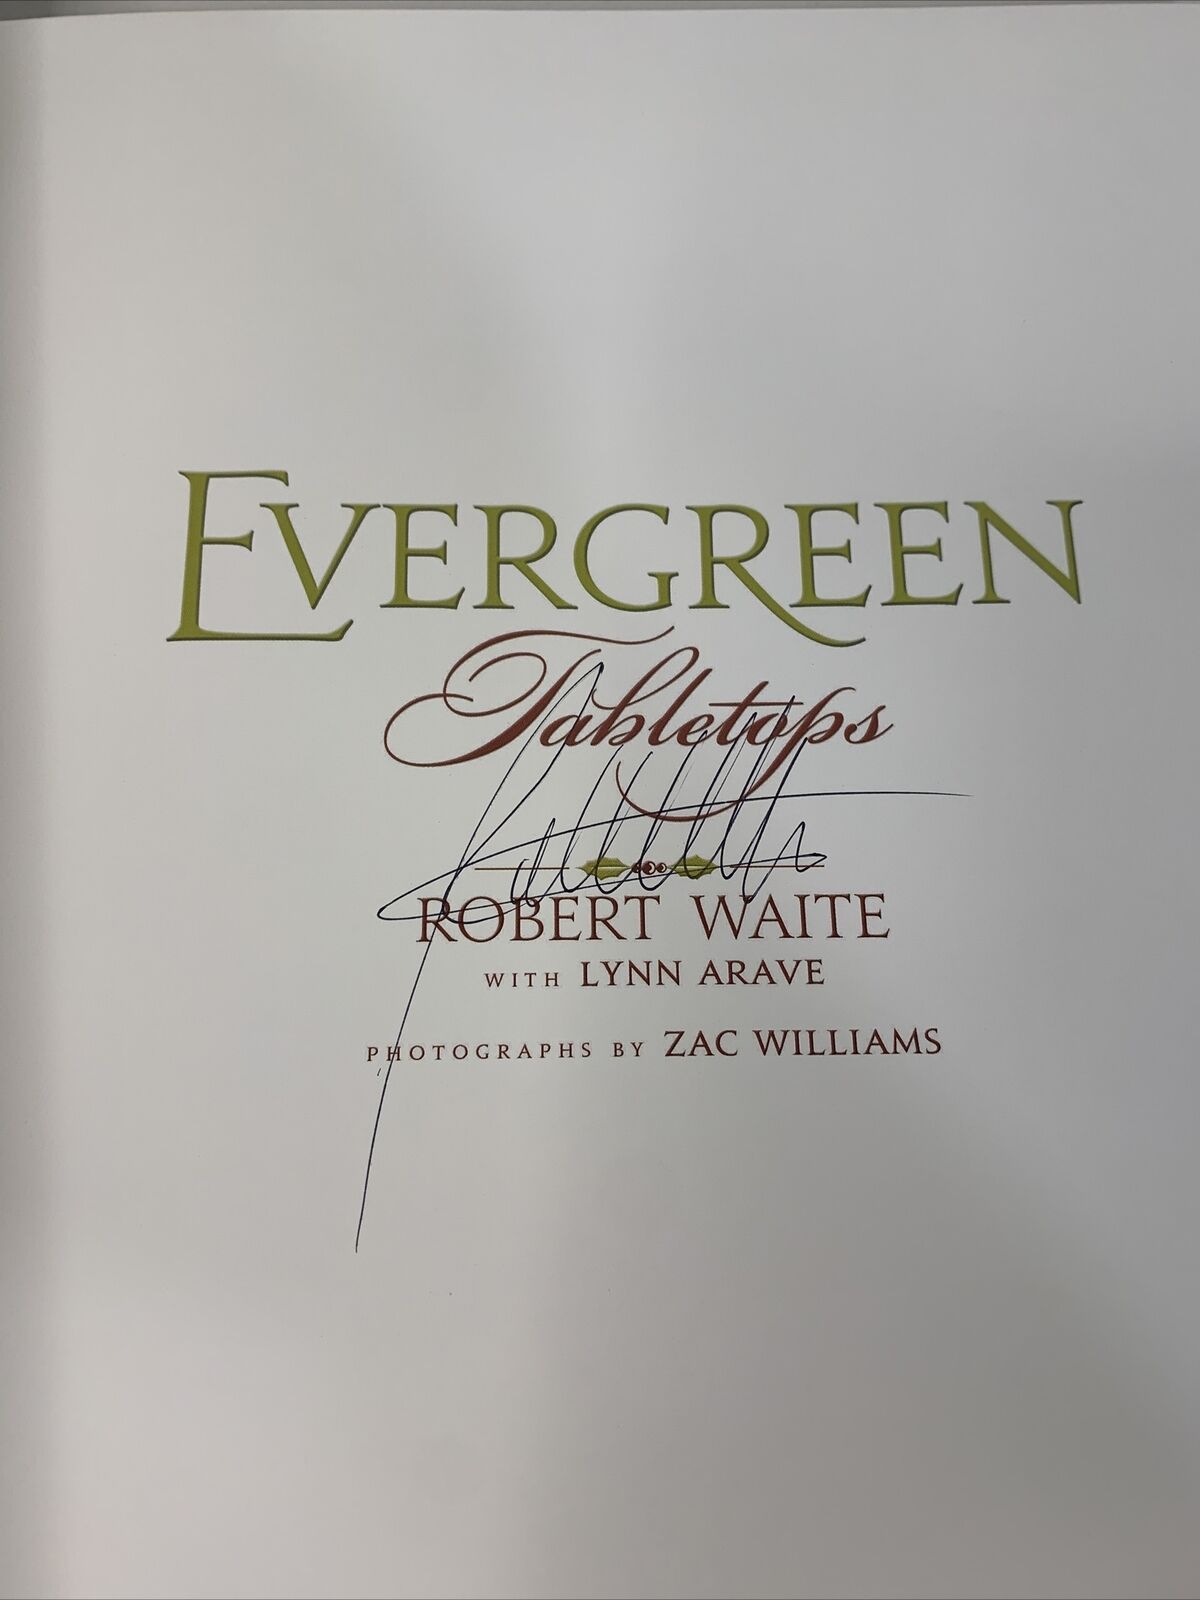 EVERGREEN
Tabletops
ROBERT WAITE
WITH LYNN ARAVE
PHOTOGRAPHS BY ZAC WILLIAMS